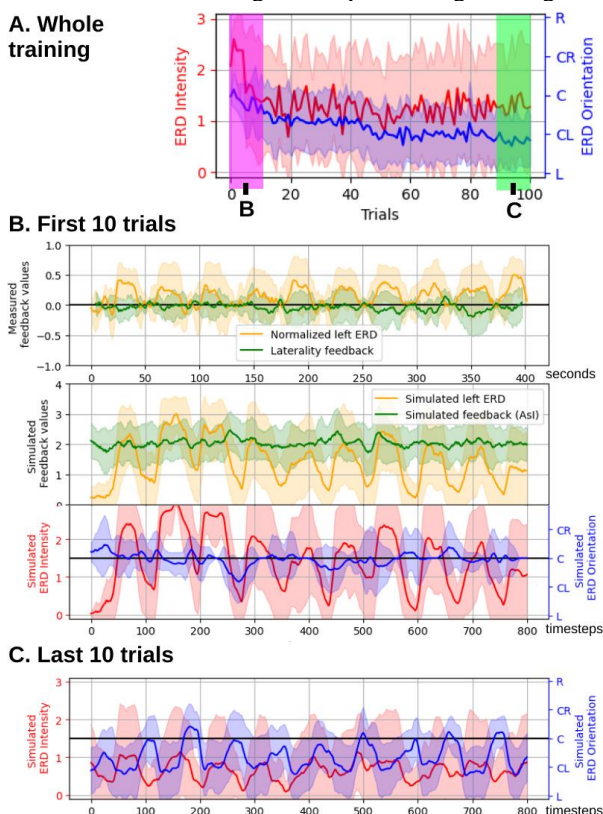 A. Whole
training
3
2
1
0
ERD Intensity
R
CR
C
CL
L
ERD Orientation
0 20 40 60 80 100
B
Trials
C
B. First 10 trials
1.0
0.5
0.0
−0.5
−1.0
Measured
feedback values
Normalized left ERD
Laterality feedback
0 50 100 150 200 250 300 350 400
seconds
4
3
2
1
Simulated
Feedback values
Simulated left ERD
Simulated feedback (AsI)
2
1
0
Simulated
ERD Intensity
CR
C
CL
L
Simulated
ERD Orientation
0 100 200 300 400 500 600 700 800
timesteps
C. Last 10 trials
3
2
1
0
Simulated
ERD Intensity
R
CR
C
CL
L
Simulated
ERD Orientation
0 100 200 300 400 500 600 700 800
timesteps